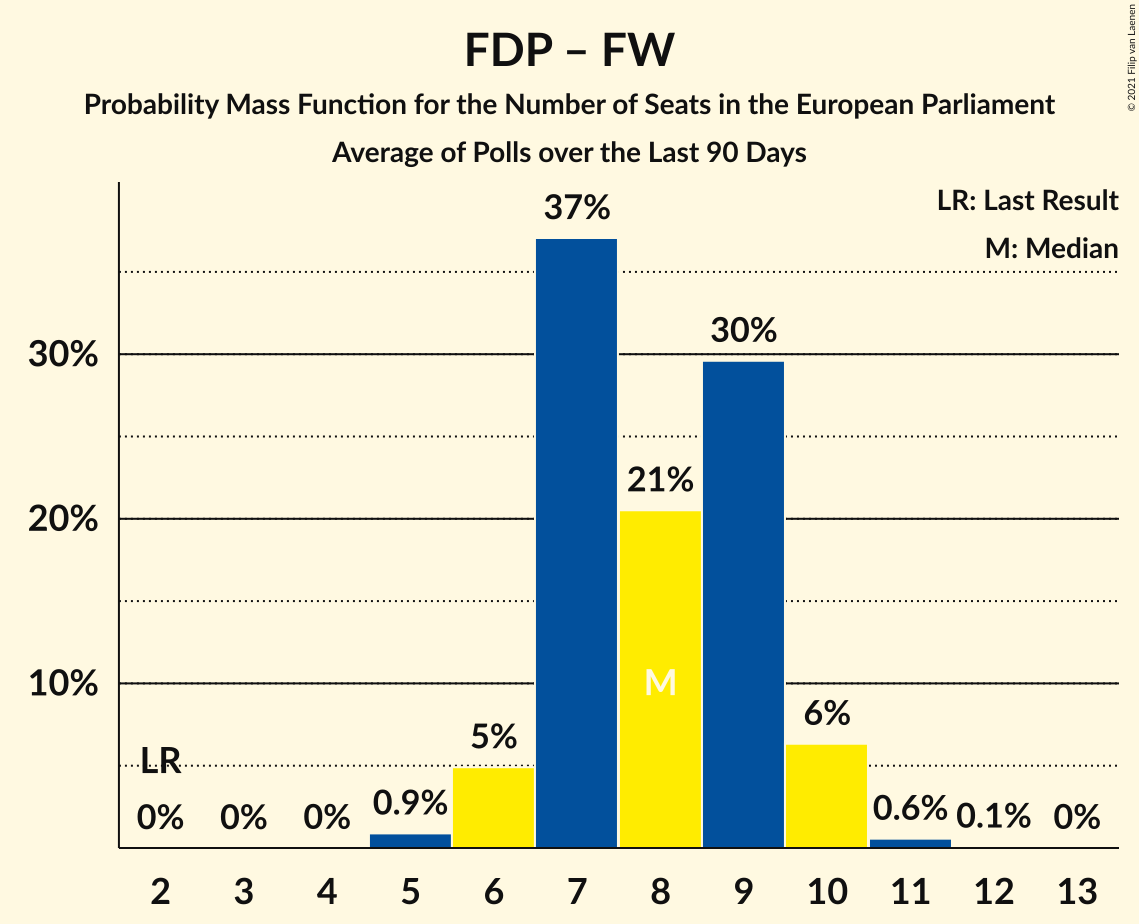 FDP – FW
Probability Mass Function for the Number of Seats in the European Parliament
Average of Polls over the Last 90 Days
© 2021 Filip van Laenen
LR: Last Result
M: Median
37%
30%
30%
21%
20%
10%
M
6%
5%
LR
0.9%
0.6%
0.1%
0%
0%
0%
0%
2 3 4 5 6 7 8 9 10 11 12 13